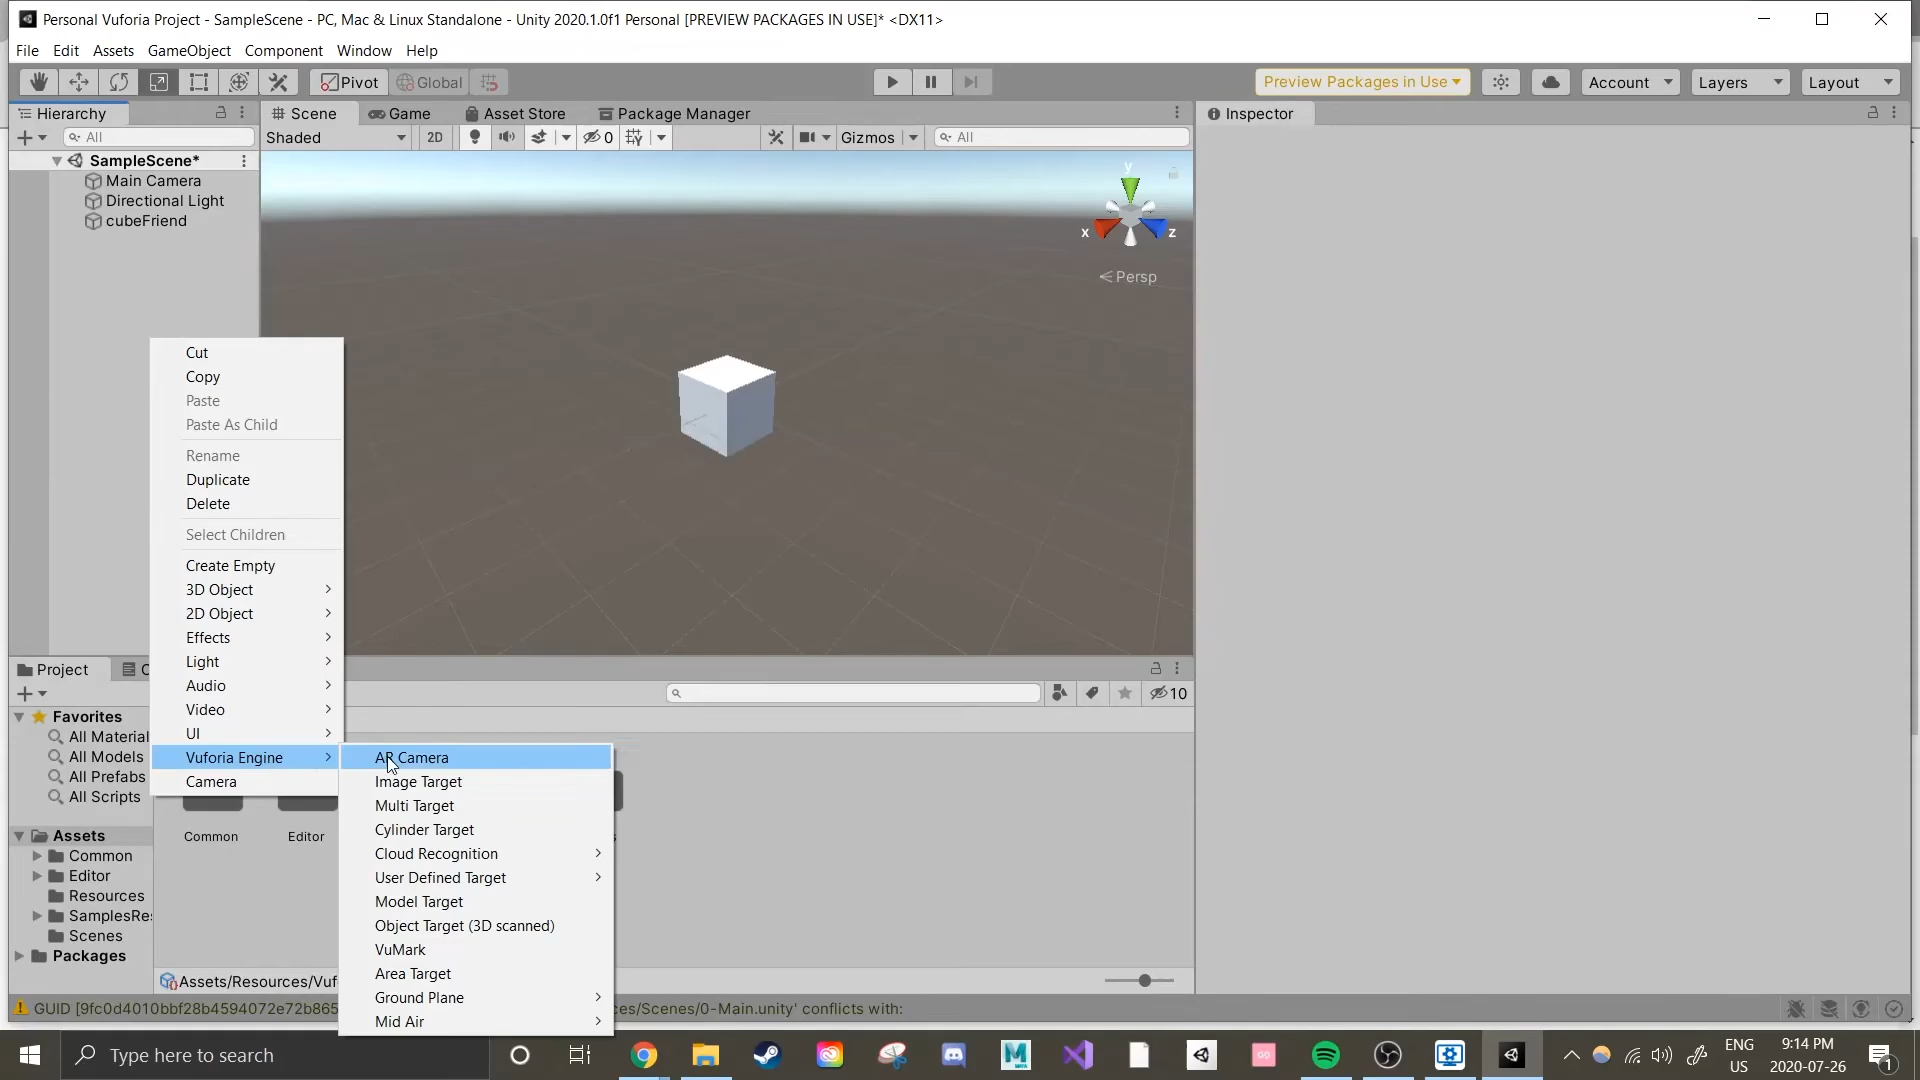 Personal Vuforia Project - SampleScene - PC, Mac & Linux Standalone - Unity 2020.1.0f1 Personal [PREVIEW PACKAGES IN USE]* <DX11>
File Edit Assets GameObject Component Window Help
Pivot Global Preview Packages in Use Account Layers Layout
Hierarchy Scene Game Asset Store Package Manager Inspector
All Shaded 2D 0 Gizmos All
SampleScene*
Main Camera
Directional Light
cubeFriend
y
x z
Persp
Cut
Copy
Paste
Paste As Child
Rename
Duplicate
Delete
Select Children
Create Empty
3D Object
2D Object
Effects
Light
Audio
Video
UI
Vuforia Engine
Camera
AR Camera
Image Target
Multi Target
Cylinder Target
Cloud Recognition
User Defined Target
Model Target
Object Target (3D scanned)
VuMark
Area Target
Ground Plane
Mid Air
Project C
10
Favorites
All Material
All Models
All Prefabs
All Scripts
Assets
Common
Editor
Resources
SamplesRes
Scenes
Packages
Common Editor
Assets/Resources/Vuf
GUID [9fc0d4010bbf28b4594072e72b865 ces/Scenes/0-Main.unity' conflicts with:
Type here to search
ENG
US
9:14 PM
2020-07-26
1